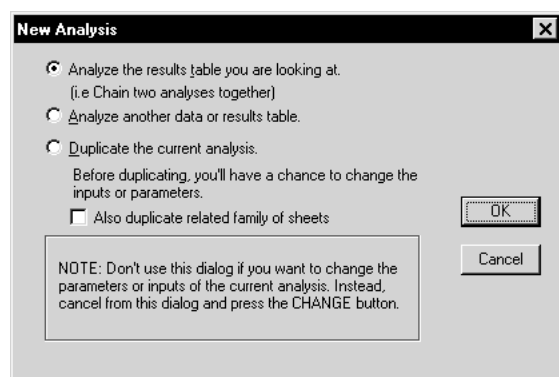 New Analysis
Analyze the results table you are looking at.
(i.e Chain two analyses together)
Analyze another data or results table.
Duplicate the current analysis.
Before duplicating, you'll have a chance to change the
inputs or parameters.
Also duplicate related family of sheets
OK
Cancel
NOTE: Don't use this dialog if you want to change the
parameters or inputs of the current analysis. Instead,
cancel from this dialog and press the CHANGE button.